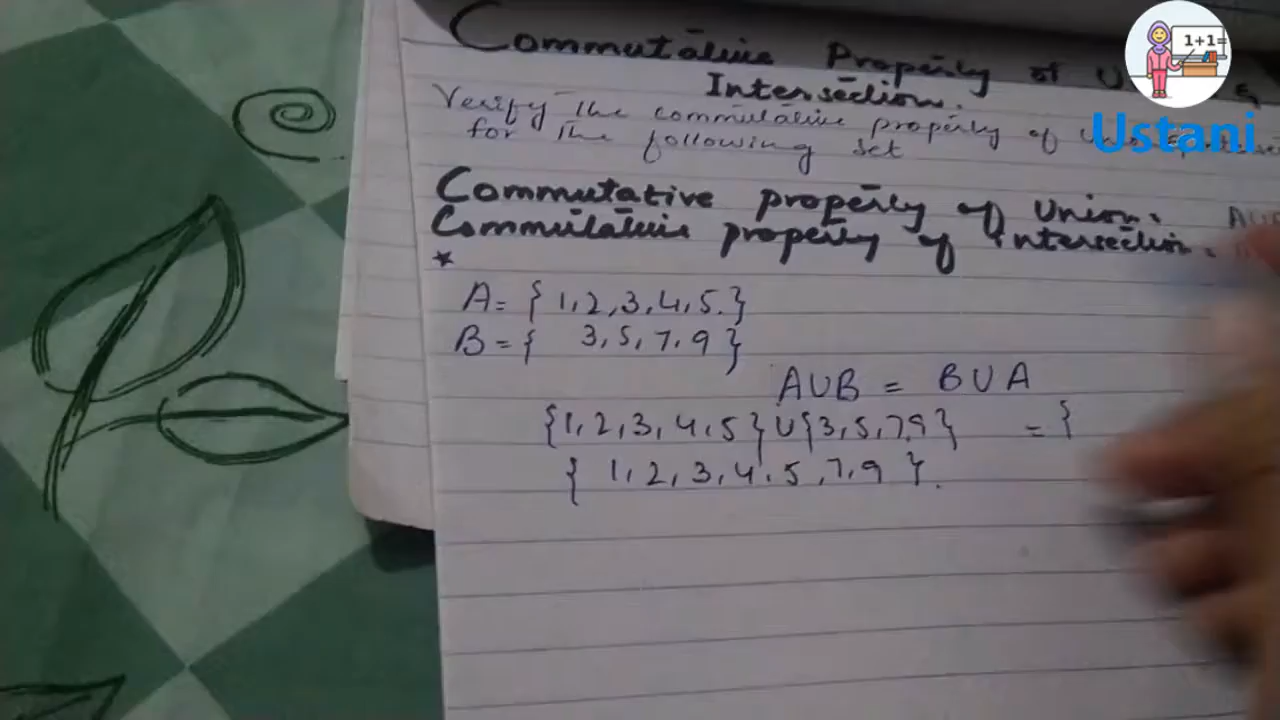 Commutative Property of U
Intersection.
1+1=
Verify the commutative property of
for the following set
Ustani
Commutative property of Union.
Commutative property of intersection.
*
A = { 1, 2, 3, 4, 5. }
B = { 3, 5, 7, 9 }
A∪B = B∪A
{1, 2, 3, 4, 5} ∪ {3, 5, 7, 9} = {
{ 1, 2, 3, 4, 5, 7, 9 }.